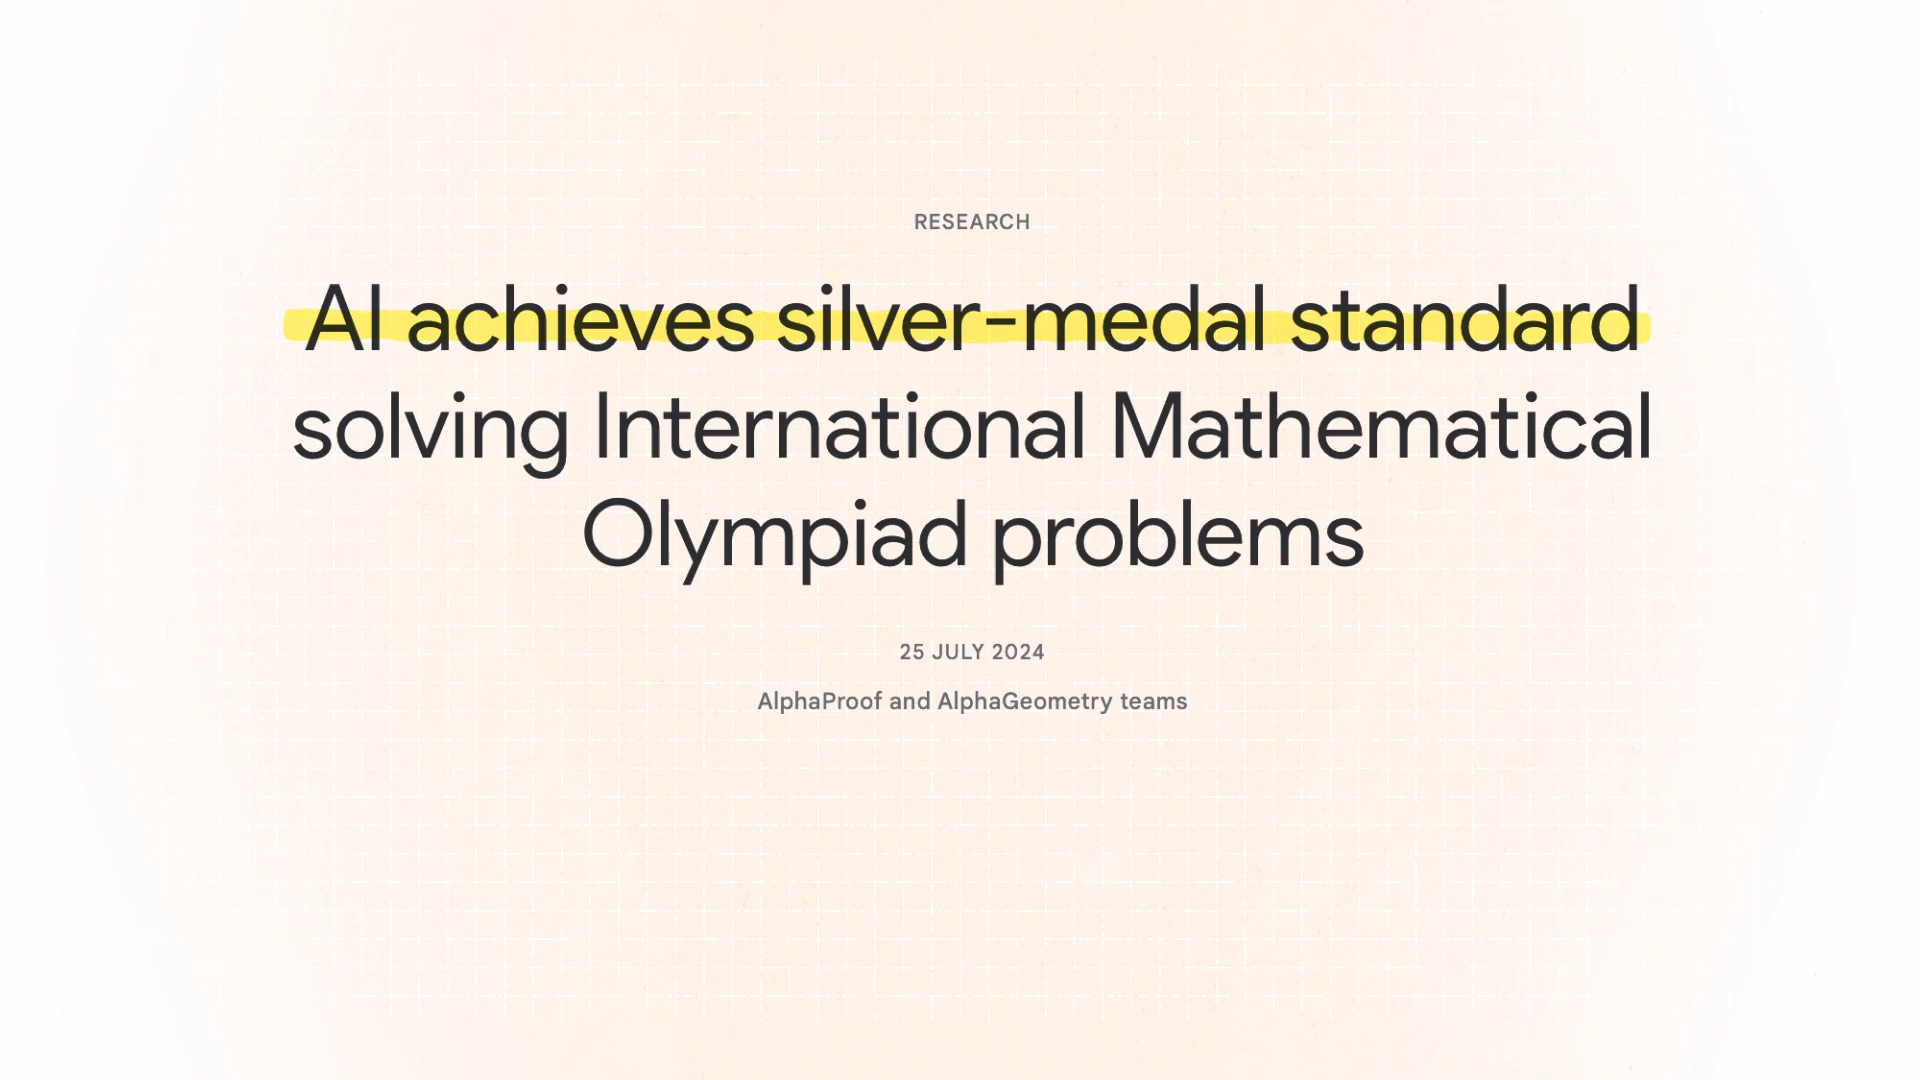 RESEARCH
AI achieves silver-medal standard
solving International Mathematical
Olympiad problems
25 JULY 2024
AlphaProof and AlphaGeometry teams